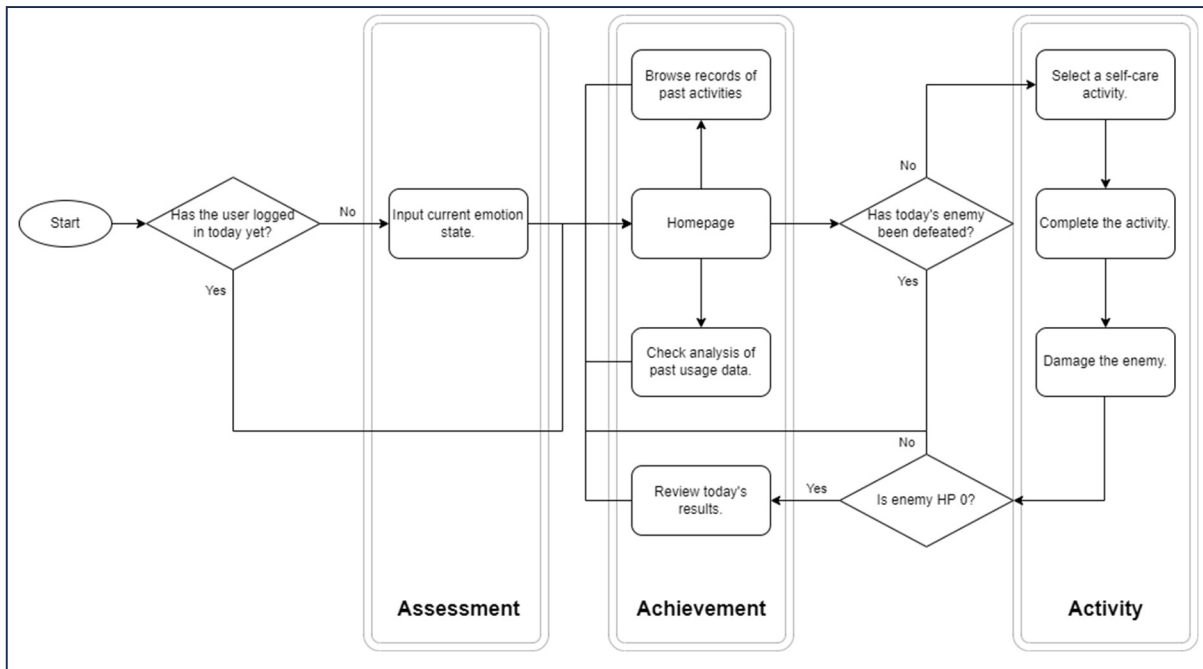 Start
Has the user logged
in today yet?
No
Yes
Input current emotion
state.
Browse records of
past activities
Homepage
Check analysis of
past usage data.
Review today's
results.
Has today's enemy
been defeated?
No
Yes
Select a self-care
activity.
Complete the activity.
Damage the enemy.
No
Is enemy HP 0?
Yes
Assessment
Achievement
Activity